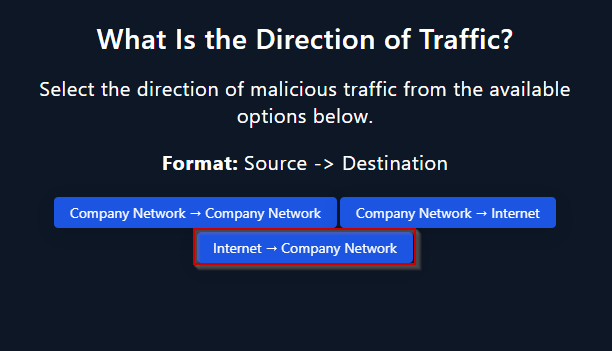 What Is the Direction of Traffic?
Select the direction of malicious traffic from the available
options below.
Format: Source -> Destination
Company Network → Company Network
Company Network → Internet
Internet → Company Network